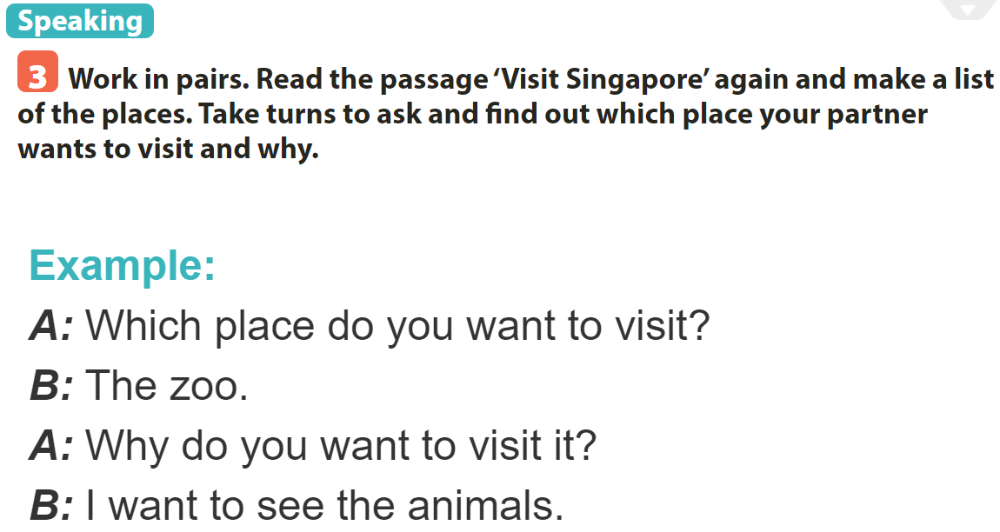 Speaking
3 Work in pairs. Read the passage ‘Visit Singapore’ again and make a list
of the places. Take turns to ask and find out which place your partner
wants to visit and why.
Example:
A: Which place do you want to visit?
B: The zoo.
A: Why do you want to visit it?
B: I want to see the animals.